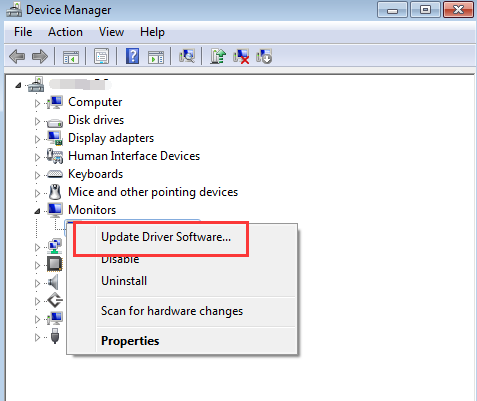 Device Manager
File Action View Help
Computer
Disk drives
Display adapters
Human Interface Devices
Keyboards
Mice and other pointing devices
Monitors
Update Driver Software...
Disable
Uninstall
Scan for hardware changes
Properties